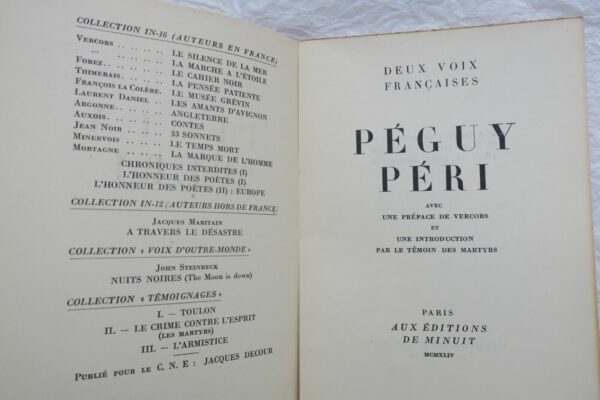 COLLECTION IN-16 (AUTEURS EN FRANCE)
VERCORS . . . . . . LE SILENCE DE LA MER
— . . . . . . LA MARCHE A L'ÉTOILE
FOREZ. . . . . . . LE CAHIER NOIR
THIMERAIS . . . . . LA PENSÉE PATIENTE
FRANÇOIS LA COLÈRE. LE MUSÉE GRÉVIN
LAURENT DANIEL . . LES AMANTS D'AVIGNON
ARGONNE. . . . . . ANGLETERRE
AUXOIS. . . . . . . CONTES
JEAN NOIR . . . . . 33 SONNETS
MINERVOIS . . . . . LE TEMPS MORT
MORTAGNE . . . . . LA MARQUE DE L'HOMME
CHRONIQUES INTERDITES (I)
L'HONNEUR DES POÈTES (I)
L'HONNEUR DES POÈTES (II) : EUROPE
COLLECTION IN-12 (AUTEURS HORS DE FRANCE)
JACQUES MARITAIN
A TRAVERS LE DÉSASTRE
COLLECTION « VOIX D'OUTRE-MONDE »
JOHN STEINBECK
NUITS NOIRES (The Moon is down)
COLLECTION « TÉMOIGNAGES »
I. — TOULON
II. — LE CRIME CONTRE L'ESPRIT
(LES MARTYRS)
III. — L'ARMISTICE
PUBLIÉ POUR LE C. N. E : JACQUES DECOUR
DEUX VOIX
FRANÇAISES
PÉGUY
PÉRI
AVEC
UNE PRÉFACE DE VERCORS
ET
UNE INTRODUCTION
PAR LE TÉMOIN DES MARTYRS
PARIS
AUX ÉDITIONS
DE MINUIT
MCMXLIV